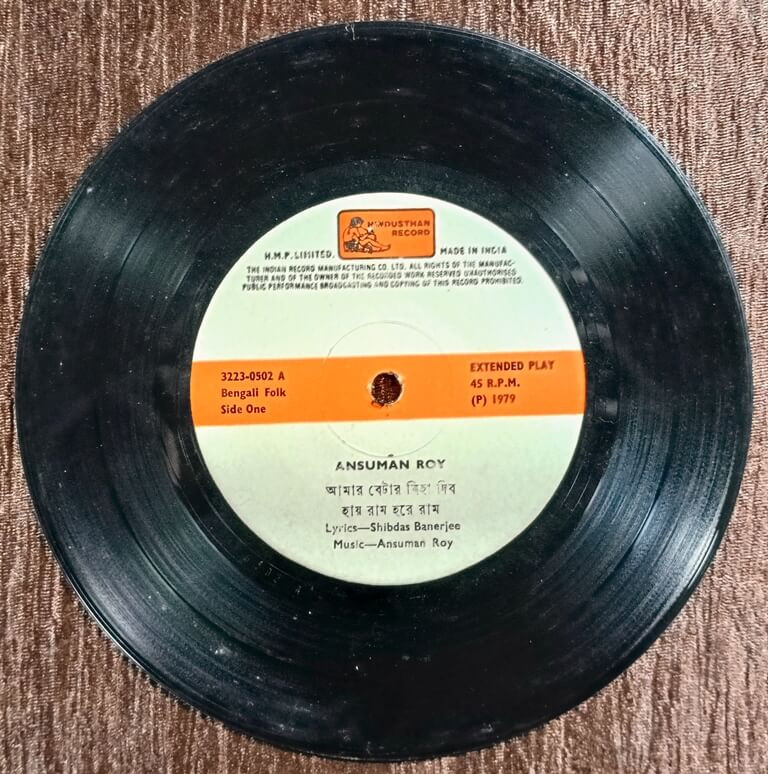 HINDUSTHAN
RECORD
H.M.P. LIMITED. MADE IN INDIA
THE INDIAN RECORD MANUFACTURING CO. LTD. ALL RIGHTS OF THE MANUFAC-
TURER AND OF THE OWNER OF THE RECORDED WORK RESERVED UNAUTHORISED
PUBLIC PERFORMANCE BROADCASTING AND COPYING OF THIS RECORD PROHIBITED.
3223-0502 A
Bengali Folk
Side One
EXTENDED PLAY
45 R.P.M.
(P) 1979
ANSUMAN ROY
আমার বেটার বিহা দিব
হায় রাম হরে রাম
Lyrics—Shibdas Banerjee
Music—Ansuman Roy